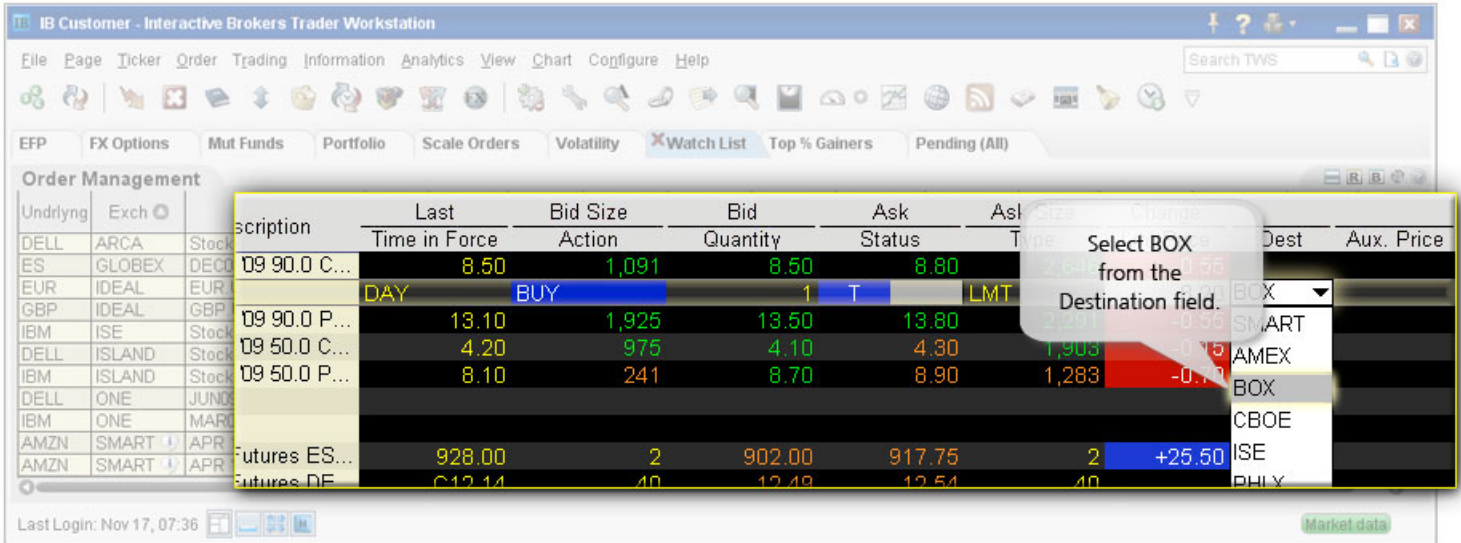 IB IB Customer - Interactive Brokers Trader Workstation
File Page Ticker Order Trading Information Analytics View Chart Configure Help
Search TWS
EFP FX Options Mut Funds Portfolio Scale Orders Volatility Watch List Top % Gainers Pending (All)
Order Management
R B
Undrlyng Exch
DELL ARCA Stock
ES GLOBEX
EUR IDEAL EUR
GBP IDEAL GBP
IBM ISE Stock
DELL ISLAND Stock
IBM ISLAND Stock
DELL ONE
IBM ONE
AMZN SMART APR
AMZN SMART APR
scription Last Bid Size Bid Ask
Time in Force Action Quantity Status Dest Aux. Price
'09 90.0 C... 8.50 1,091 8.50 8.80
DAY BUY 1 T LMT BOX
'09 90.0 P... 13.10 1,925 13.50 13.80
'09 50.0 C... 4.20 975 4.10 4.30 1,903
'09 50.0 P... 8.10 241 8.70 8.90 1,283
Futures ES... 928.00 2 902.00 917.75 2 +25.50
Futures DE C12.14 40 12.49 12.54 40
Select BOX
from the
Destination field.
SMART
AMEX
BOX
CBOE
ISE
PHLX
Last Login: Nov 17, 07:36
Market data